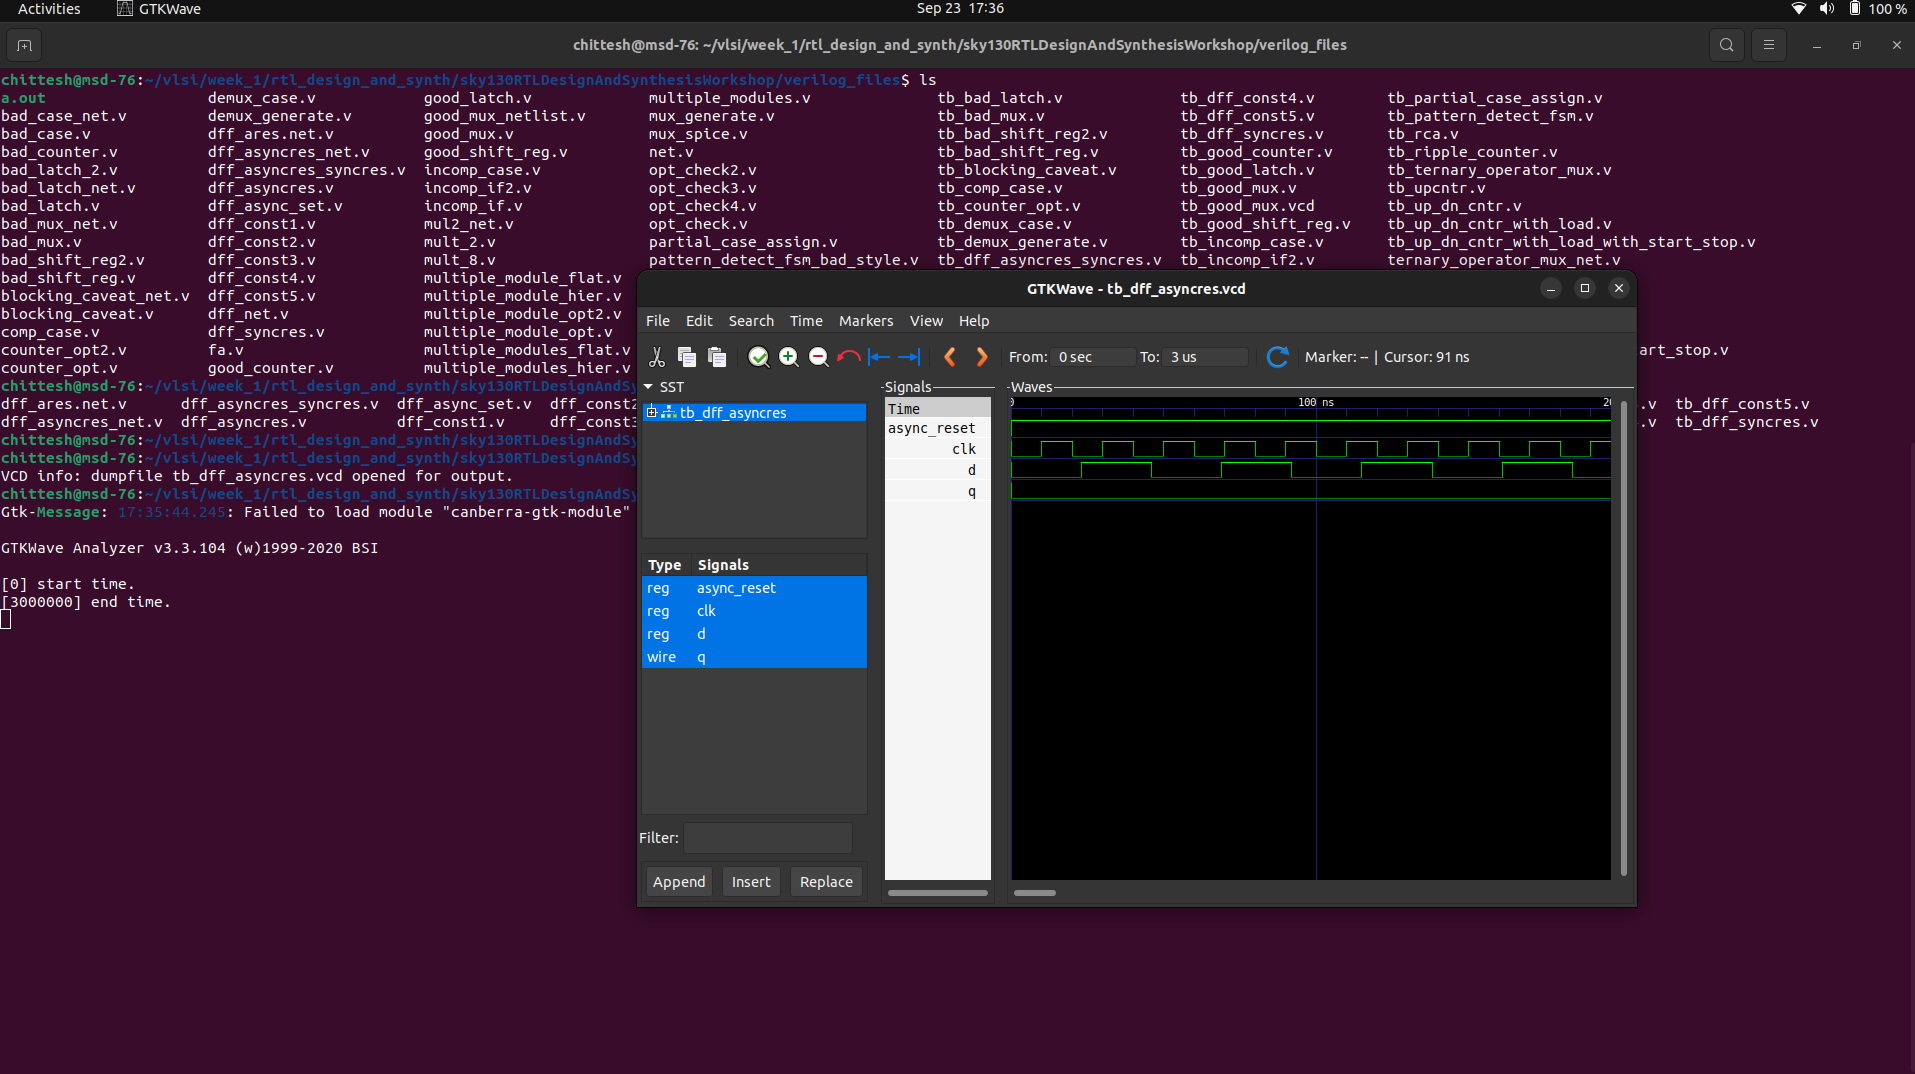 Activities GTKWave Sep 23 17:36 100 %
chittesh@msd-76: ~/vlsi/week_1/rtl_design_and_synth/sky130RTLDesignAndSynthesisWorkshop/verilog_files
chittesh@msd-76:~/vlsi/week_1/rtl_design_and_synth/sky130RTLDesignAndSynthesisWorkshop/verilog_files$ ls
a.out demux_case.v good_latch.v multiple_modules.v tb_bad_latch.v tb_dff_const4.v tb_partial_case_assign.v
bad_case_net.v demux_generate.v good_mux_netlist.v mux_generate.v tb_bad_mux.v tb_dff_const5.v tb_pattern_detect_fsm.v
bad_case.v dff_ares.net.v good_mux.v mux_spice.v tb_bad_shift_reg2.v tb_dff_syncres.v tb_rca.v
bad_counter.v dff_asyncres_net.v good_shift_reg.v net.v tb_bad_shift_reg.v tb_good_counter.v tb_ripple_counter.v
bad_latch_2.v dff_asyncres_syncres.v incomp_case.v opt_check2.v tb_blocking_caveat.v tb_good_latch.v tb_ternary_operator_mux.v
bad_latch_net.v dff_asyncres.v incomp_if2.v opt_check3.v tb_comp_case.v tb_good_mux.v tb_upcntr.v
bad_latch.v dff_async_set.v incomp_if.v opt_check4.v tb_counter_opt.v tb_good_mux.vcd tb_up_dn_cntr.v
bad_mux_net.v dff_const1.v mul2_net.v opt_check.v tb_demux_case.v tb_good_shift_reg.v tb_up_dn_cntr_with_load.v
bad_mux.v dff_const2.v mult_2.v partial_case_assign.v tb_demux_generate.v tb_incomp_case.v tb_up_dn_cntr_with_load_with_start_stop.v
bad_shift_reg2.v dff_const3.v mult_8.v pattern_detect_fsm_bad_style.v tb_dff_asyncres_syncres.v tb_incomp_if2.v ternary_operator_mux_net.v
bad_shift_reg.v dff_const4.v multiple_module_flat.v
blocking_caveat_net.v dff_const5.v multiple_module_hier.v
blocking_caveat.v dff_net.v multiple_module_opt2.v
comp_case.v dff_syncres.v multiple_module_opt.v
counter_opt2.v fa.v multiple_modules_flat.v art_stop.v
counter_opt.v good_counter.v multiple_modules_hier.v
chittesh@msd-76:~/vlsi/week_1/rtl_design_and_synth/sky130RTLDesignAndSy
dff_ares.net.v dff_asyncres_syncres.v dff_async_set.v dff_const2 .v tb_dff_const5.v
dff_asyncres_net.v dff_asyncres.v dff_const1.v dff_const3 .v tb_dff_syncres.v
chittesh@msd-76:~/vlsi/week_1/rtl_design_and_synth/sky130RTLDesignAndSy
chittesh@msd-76:~/vlsi/week_1/rtl_design_and_synth/sky130RTLDesignAndSy
VCD info: dumpfile tb_dff_asyncres.vcd opened for output.
chittesh@msd-76:~/vlsi/week_1/rtl_design_and_synth/sky130RTLDesignAndSy
Gtk-Message: 17:35:44.245: Failed to load module "canberra-gtk-module"
GTKWave Analyzer v3.3.104 (w)1999-2020 BSI
[0] start time.
[3000000] end time.
GTKWave - tb_dff_asyncres.vcd
File Edit Search Time Markers View Help
From: 0 sec To: 3 us Marker: -- | Cursor: 91 ns
SST
tb_dff_asyncres
Type Signals
reg async_reset
reg clk
reg d
wire q
Filter:
Append Insert Replace
Signals
Time
async_reset
clk
d
q
Waves
0 100 ns 20